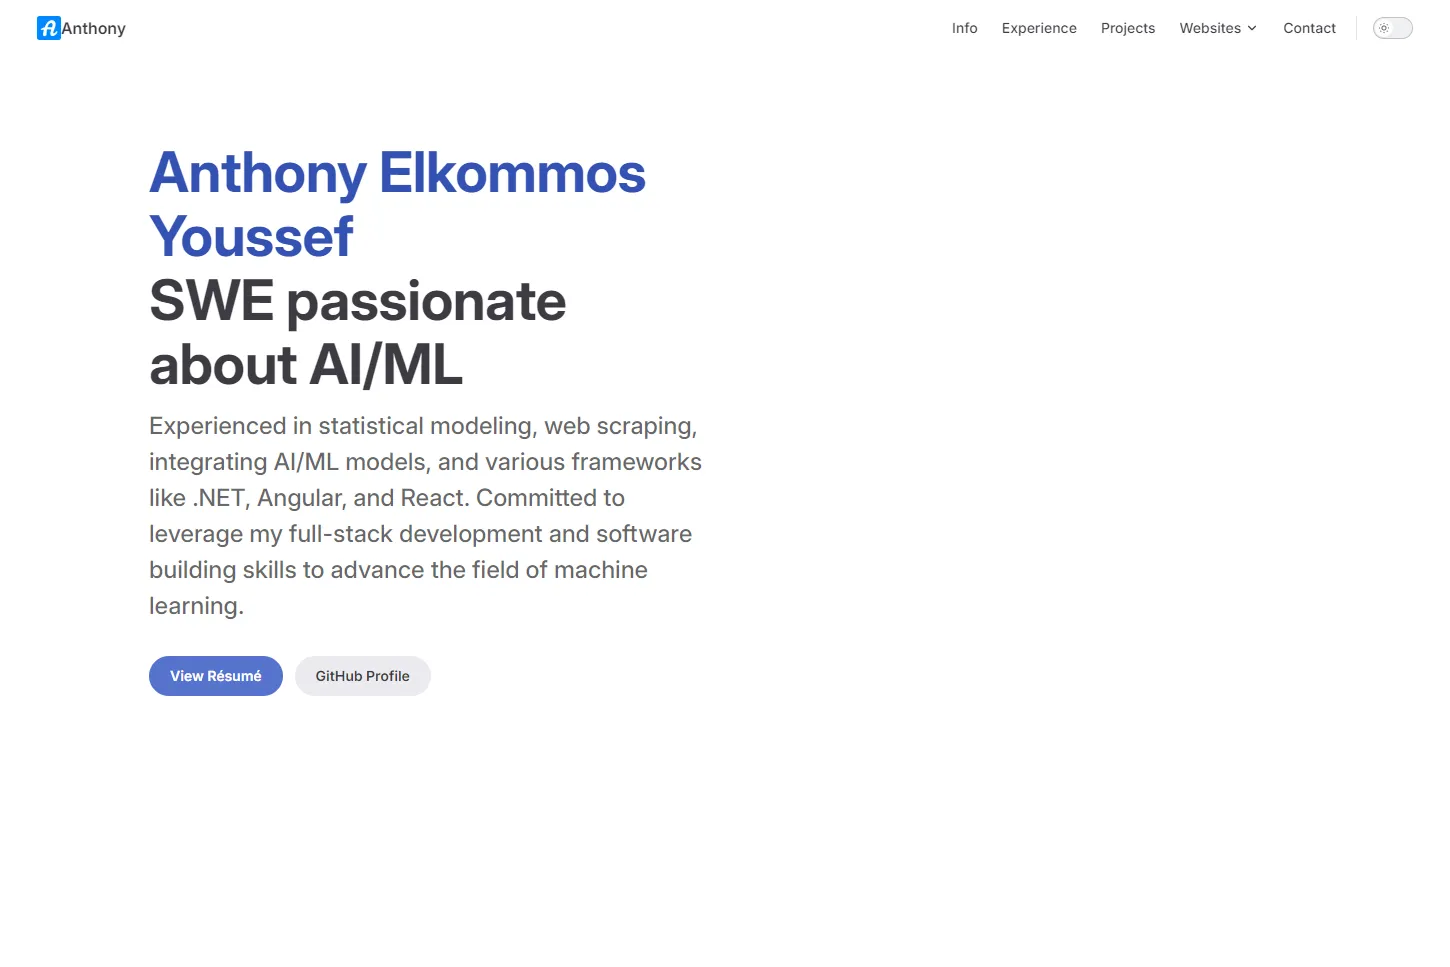 Anthony
Info
Experience
Projects
Websites
Contact
Anthony Elkommos
Youssef
SWE passionate
about AI/ML
Experienced in statistical modeling, web scraping,
integrating AI/ML models, and various frameworks
like .NET, Angular, and React. Committed to
leverage my full-stack development and software
building skills to advance the field of machine
learning.
View Résumé
GitHub Profile